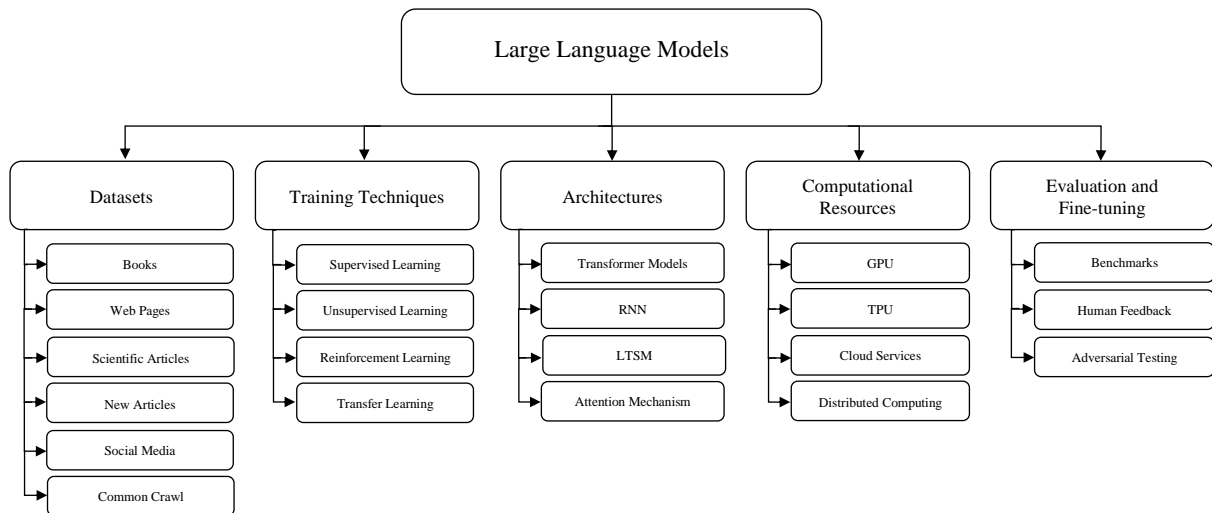 Large Language Models
Datasets
Training Techniques
Architectures
Computational
Resources
Evaluation and
Fine-tuning
Books
Web Pages
Scientific Articles
New Articles
Social Media
Common Crawl
Supervised Learning
Unsupervised Learning
Reinforcement Learning
Transfer Learning
Transformer Models
RNN
LTSM
Attention Mechanism
GPU
TPU
Cloud Services
Distributed Computing
Benchmarks
Human Feedback
Adversarial Testing